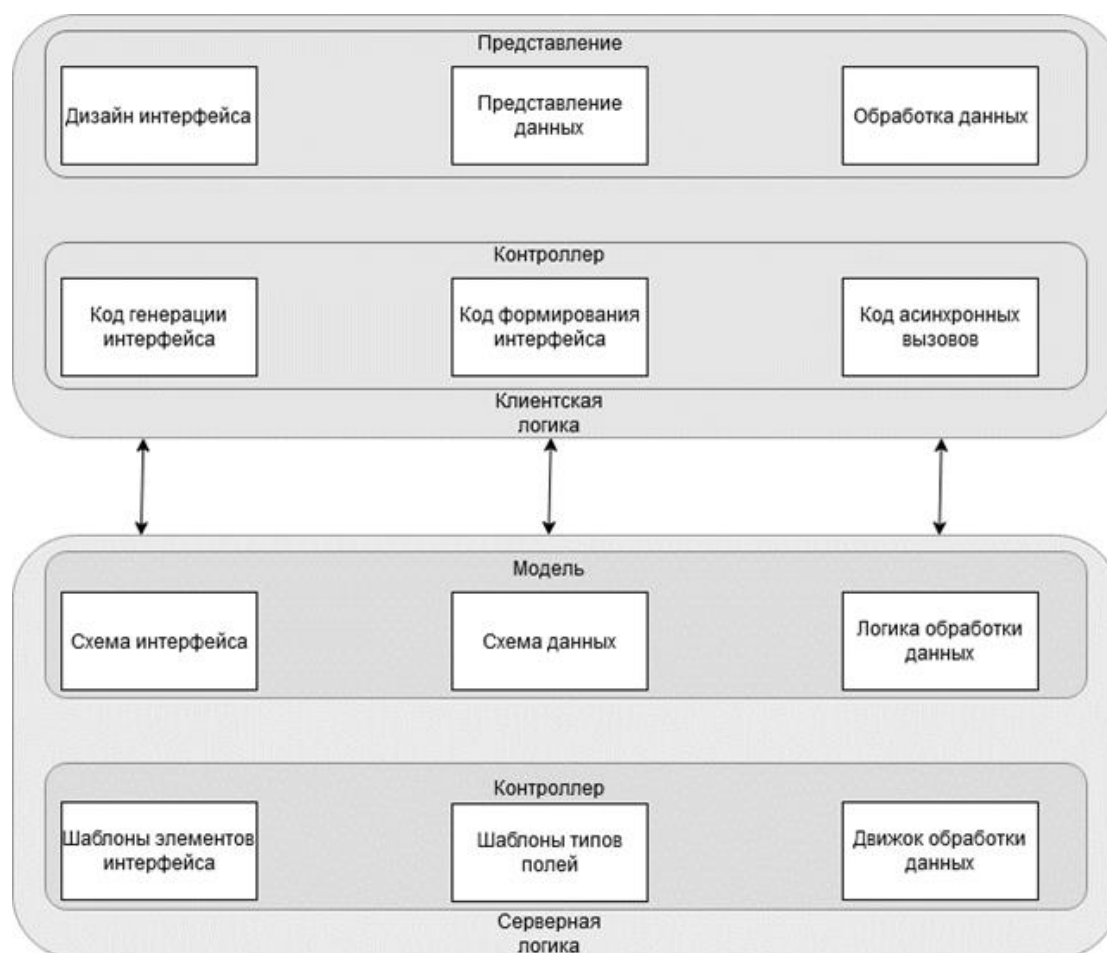 Представление
Дизайн интерфейса
Представление
данных
Обработка данных
Контроллер
Код генерации
интерфейса
Код формирования
интерфейса
Код асинхронных
вызовов
Клиентская
логика
Модель
Схема интерфейса
Схема данных
Логика обработки
данных
Контроллер
Шаблоны элементов
интерфейса
Шаблоны типов
полей
Движок обработки
данных
Серверная
логика